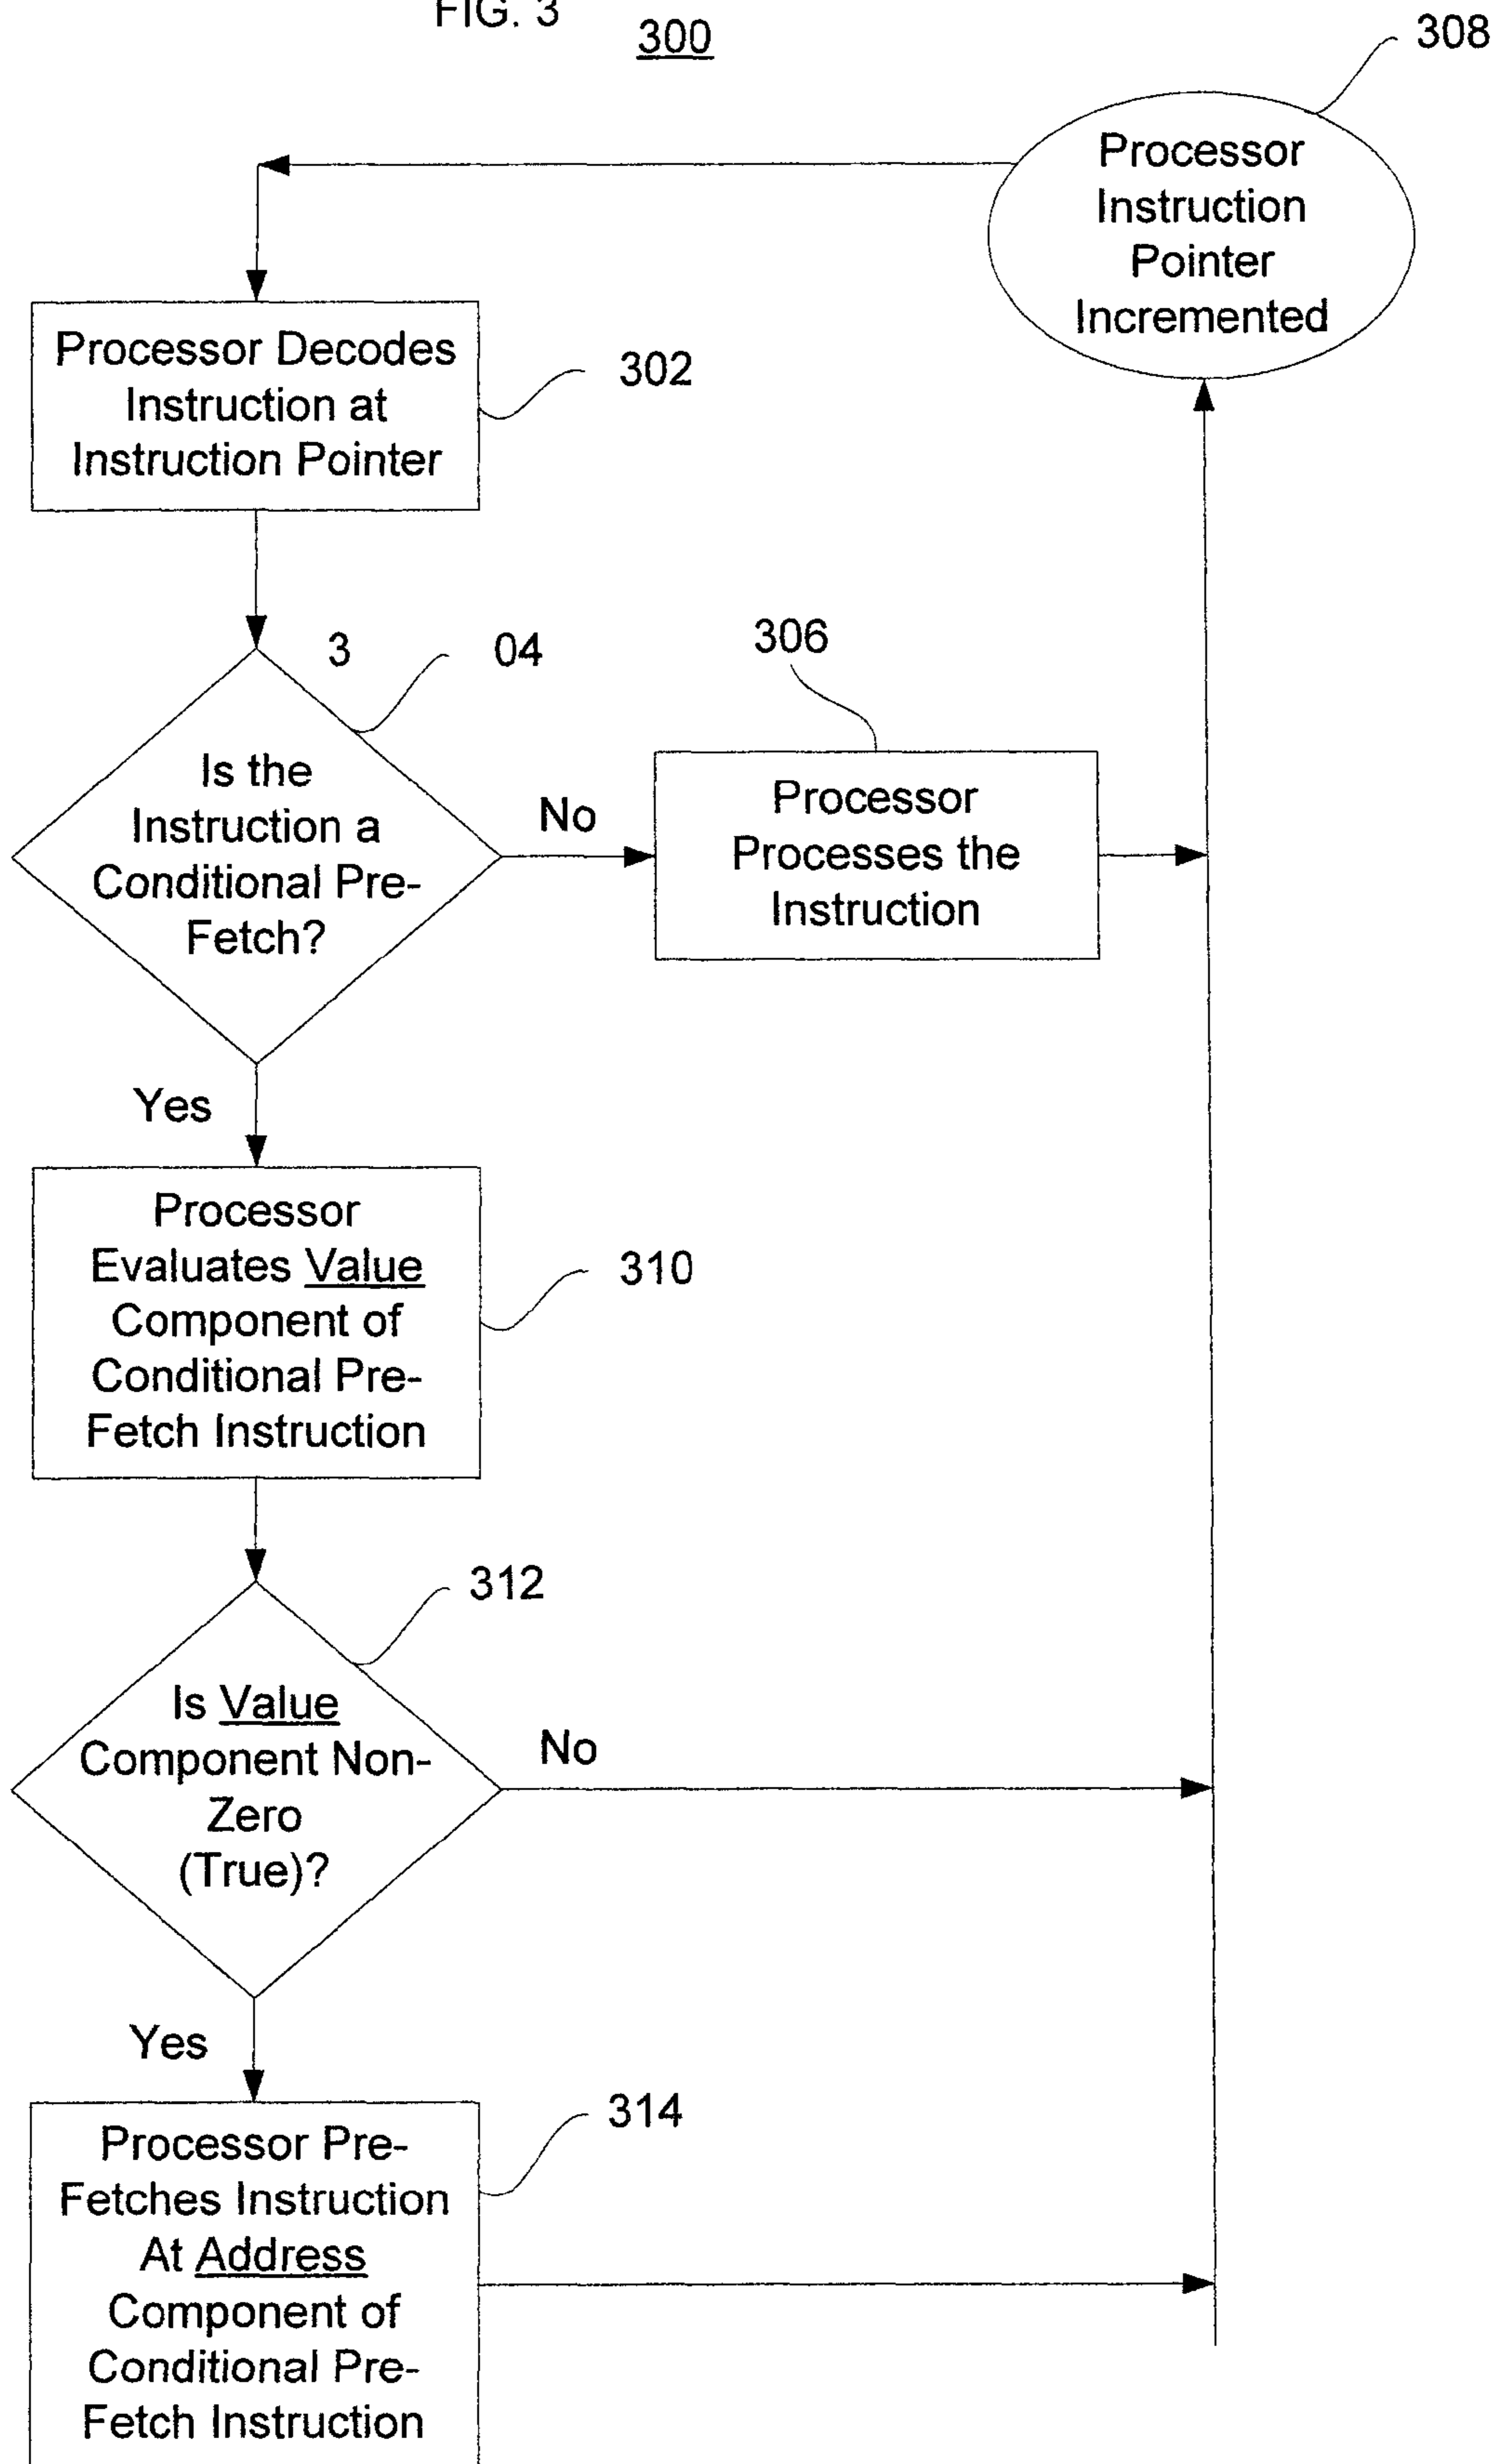 FIG. 3
300
308
Processor
Instruction
Pointer
Incremented
Processor Decodes
Instruction at
Instruction Pointer
302
3 04
Is the
Instruction a
Conditional Pre-
Fetch?
No
306
Processor
Processes the
Instruction
Yes
Processor
Evaluates Value
Component of
Conditional Pre-
Fetch Instruction
310
312
Is Value
Component Non-
Zero
(True)?
No
Yes
Processor Pre-
Fetches Instruction
At Address
Component of
Conditional Pre-
Fetch Instruction
314